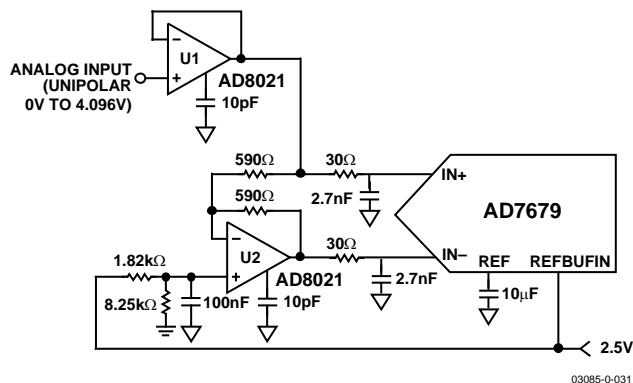 U1
−
+
AD8021
10pF
ANALOG INPUT
(UNIPOLAR
0V TO 4.096V)
590Ω
30Ω
IN+
590Ω
2.7nF
AD7679
−
U2
+
30Ω
IN−
REF
REFBUFIN
1.82kΩ
AD8021
2.7nF
8.25kΩ
100nF
10pF
10μF
2.5V
03085-0-031